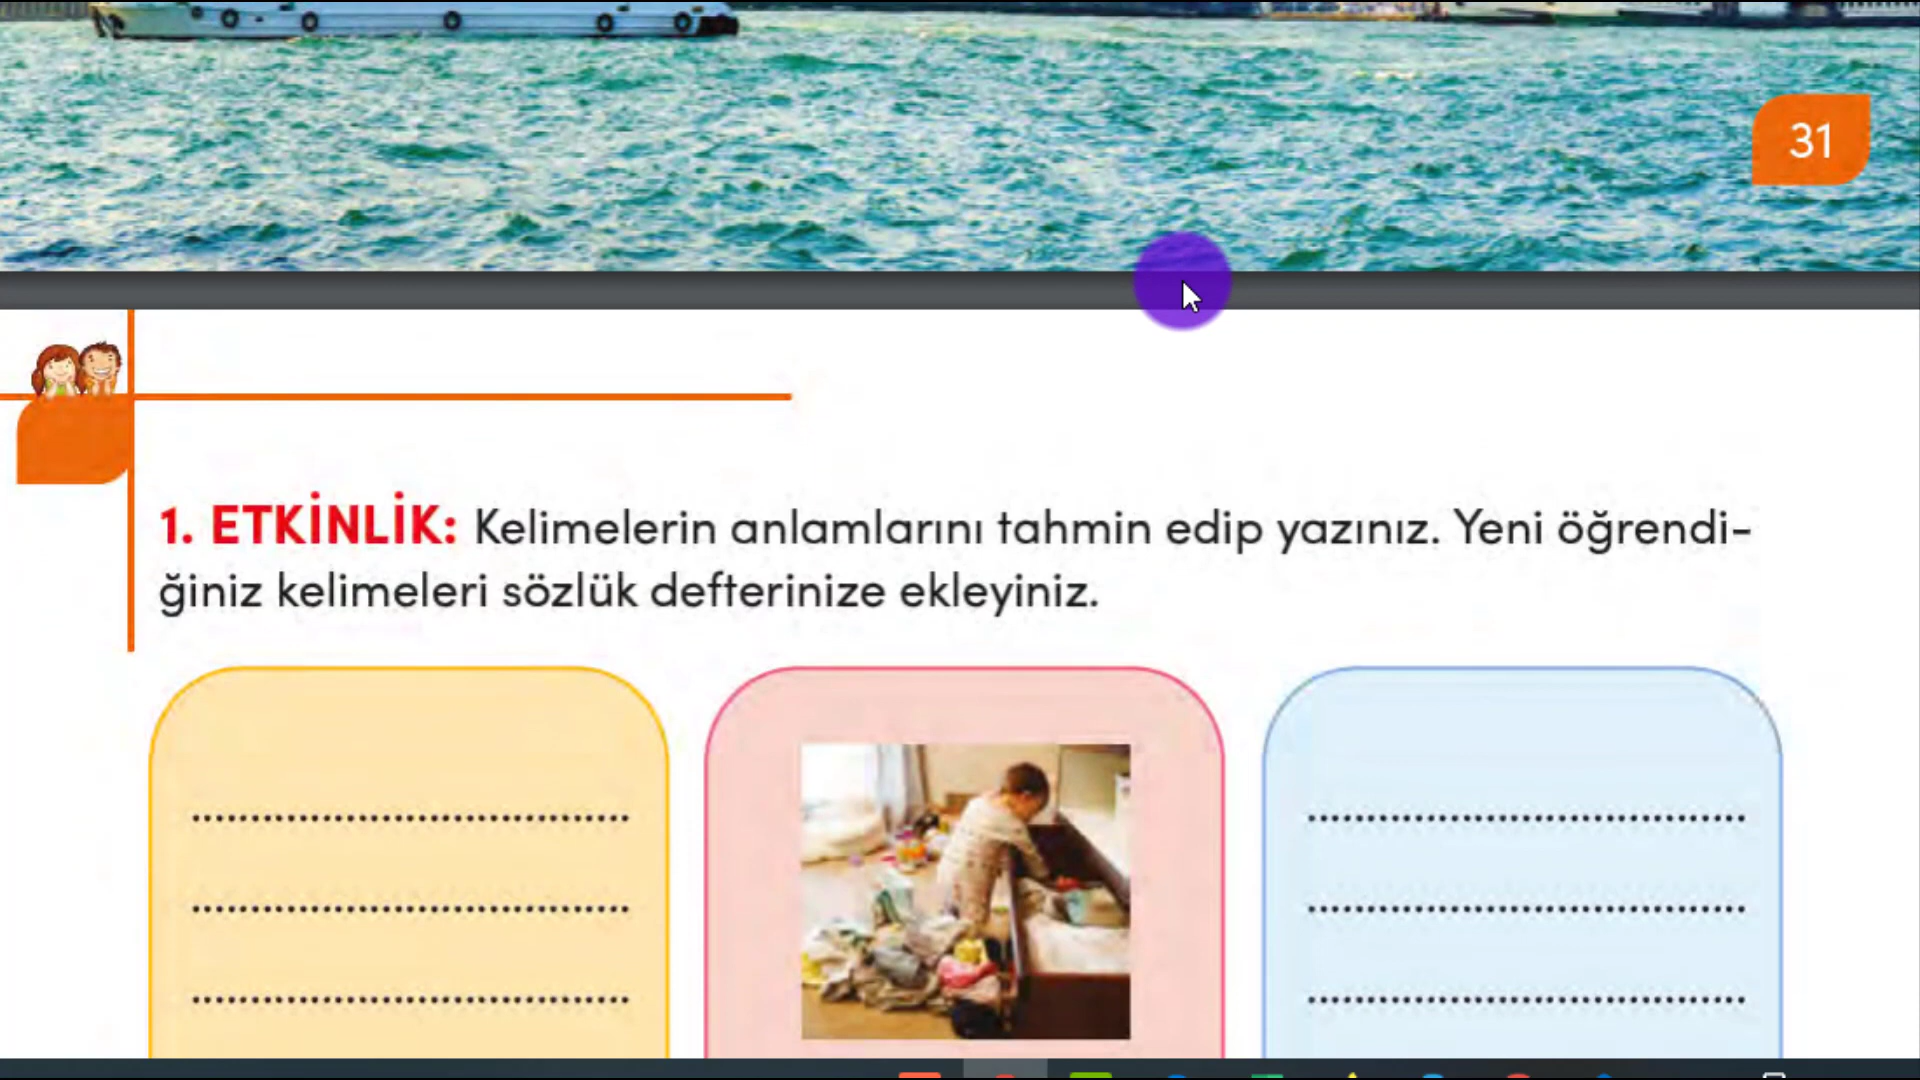 31
1. ETKİNLİK: Kelimelerin anlamlarını tahmin edip yazınız. Yeni öğrendi-
ğiniz kelimeleri sözlük defterinize ekleyiniz.